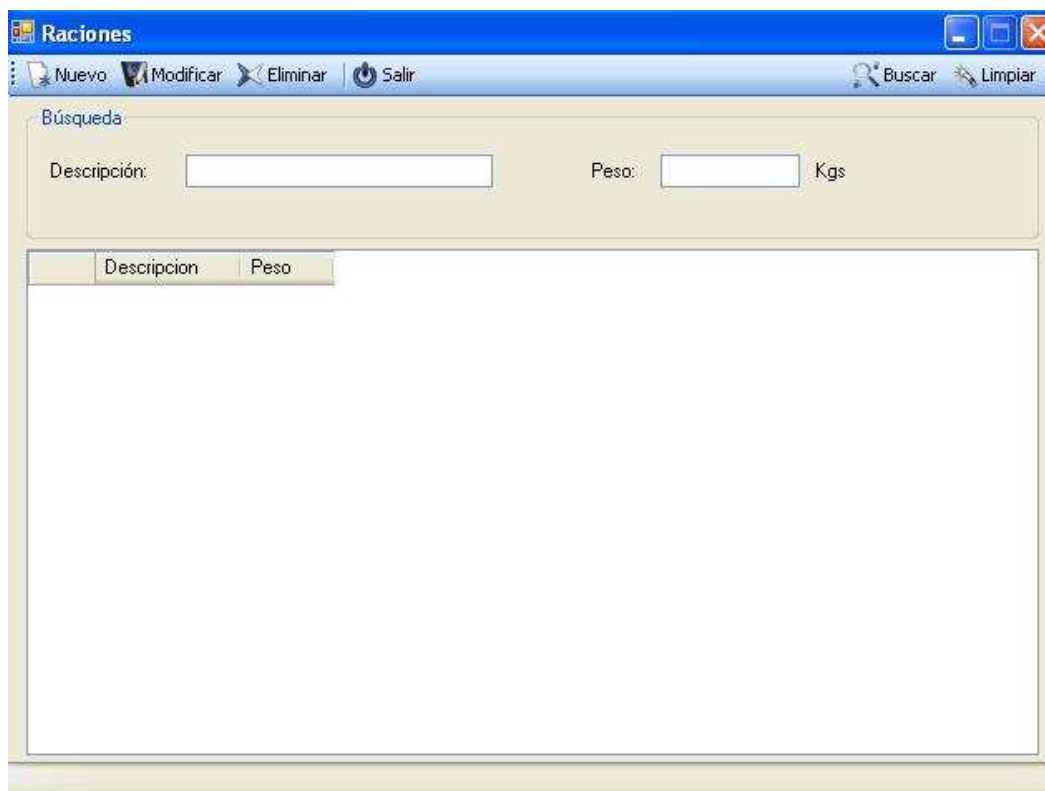 Raciones
Nuevo Modificar Eliminar Salir Buscar Limpiar
Búsqueda
Descripción: Peso: Kgs
Descripcion Peso